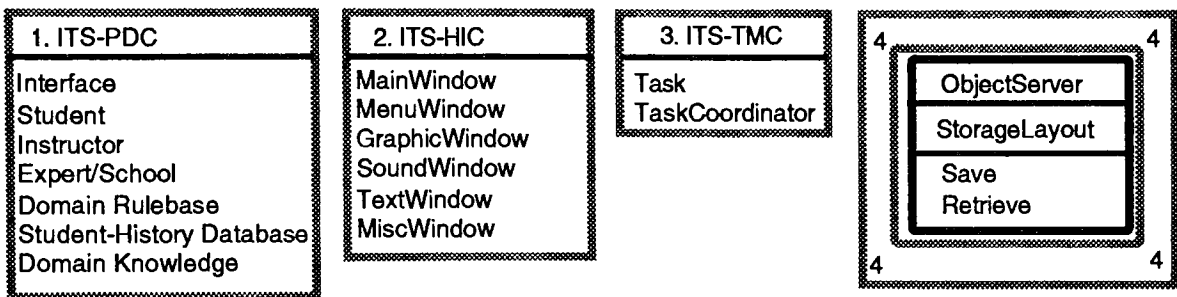 1. ITS-PDC
Interface
Student
Instructor
Expert/School
Domain Rulebase
Student-History Database
Domain Knowledge
2. ITS-HIC
MainWindow
MenuWindow
GraphicWindow
SoundWindow
TextWindow
MiscWindow
3. ITS-TMC
Task
TaskCoordinator
4 4
ObjectServer
StorageLayout
Save
Retrieve
4 4